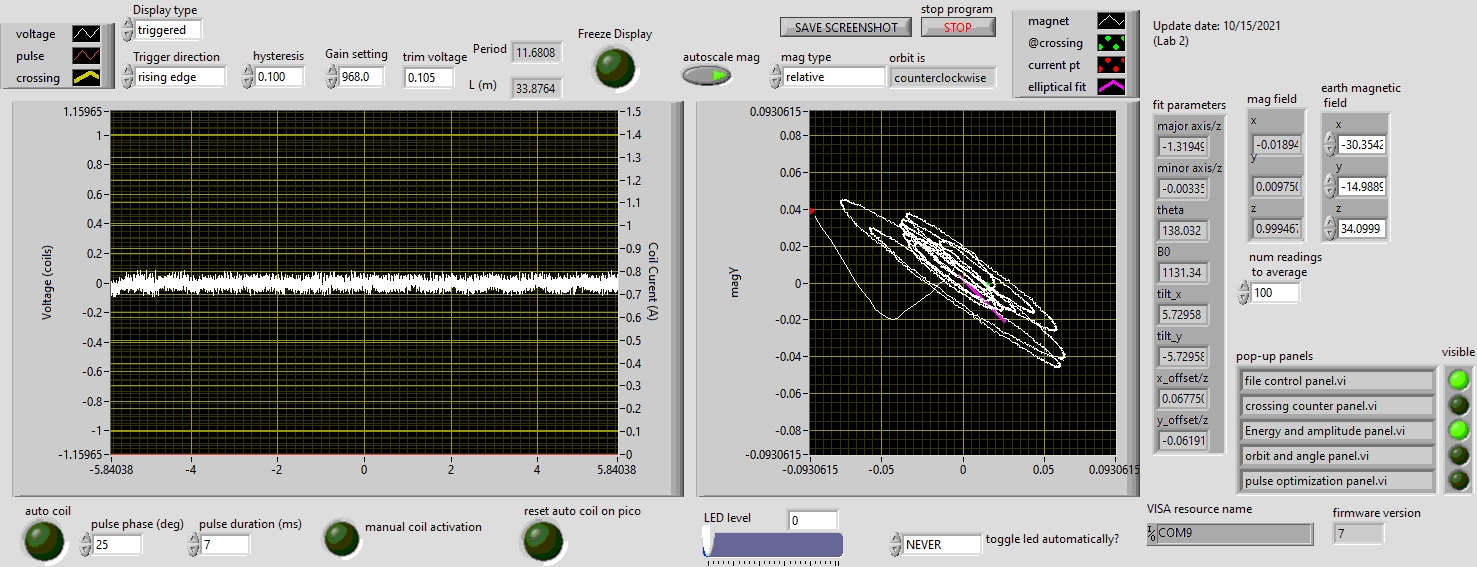 voltage
pulse
crossing
Display type
triggered
Trigger direction
rising edge
hysteresis
0.100
Gain setting
968.0
trim voltage
0.105
Period
11.6808
L (m)
33.8764
Freeze Display
SAVE SCREENSHOT
stop program
STOP
autoscale mag
mag type
relative
orbit is
counterclockwise
magnet
@crossing
current pt
elliptical fit
Update date: 10/15/2021
(Lab 2)
Voltage (coils)
1.15965
1
0.8
0.6
0.4
0.2
0
-0.2
-0.4
-0.6
-0.8
-1
-1.15965
-5.84038
-4
-2
0
2
4
5.84038
1.5
1.4
1.3
1.2
1.1
1
0.9
0.8
0.7
0.6
0.5
0.4
0.3
0.2
0.1
0
Coil Curent (A)
magY
0.0930615
0.08
0.06
0.04
0.02
0
-0.02
-0.04
-0.06
-0.08
-0.0930615
-0.0930615
-0.05
0
0.05
0.0930615
fit parameters
major axis/z
-1.31949
minor axis/z
-0.00335
theta
138.032
B0
1131.34
tilt_x
5.72958
tilt_y
-5.72958
x_offset/z
0.067750
y_offset/z
-0.06191
mag field
x
-0.01894
y
0.009750
z
0.999467
earth magnetic
field
x
-30.3542
y
-14.9889
z
34.0999
num readings
to average
100
pop-up panels
visible
file control panel.vi
crossing counter panel.vi
Energy and amplitude panel.vi
orbit and angle panel.vi
pulse optimization panel.vi
auto coil
pulse phase (deg)
25
pulse duration (ms)
7
manual coil activation
reset auto coil on pico
LED level
0
NEVER
toggle led automatically?
VISA resource name
COM9
firmware version
7